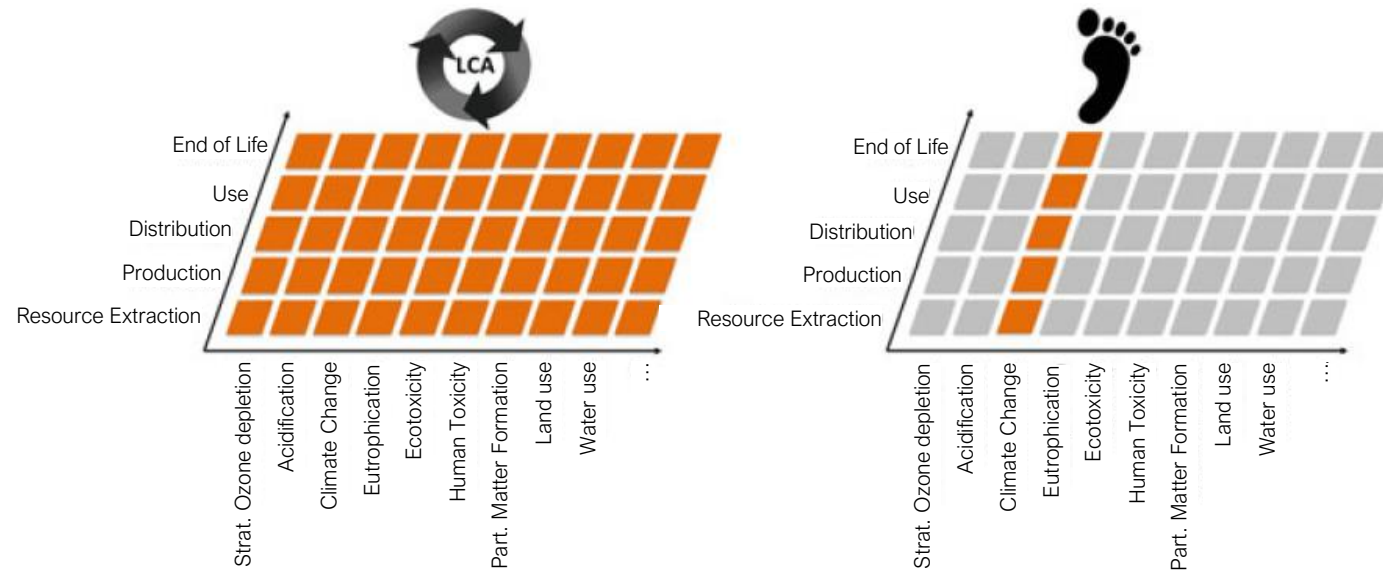 LCA
End of Life
Use
Distribution
Production
Resource Extraction
Strat. Ozone depletion
Acidification
Climate Change
Eutrophication
Ecotoxicity
Human Toxicity
Part. Matter Formation
Land use
Water use
....
End of Life
Use
Distribution
Production
Resource Extraction
Strat. Ozone depletion
Acidification
Climate Change
Eutrophication
Ecotoxicity
Human Toxicity
Part. Matter Formation
Land use
Water use
....